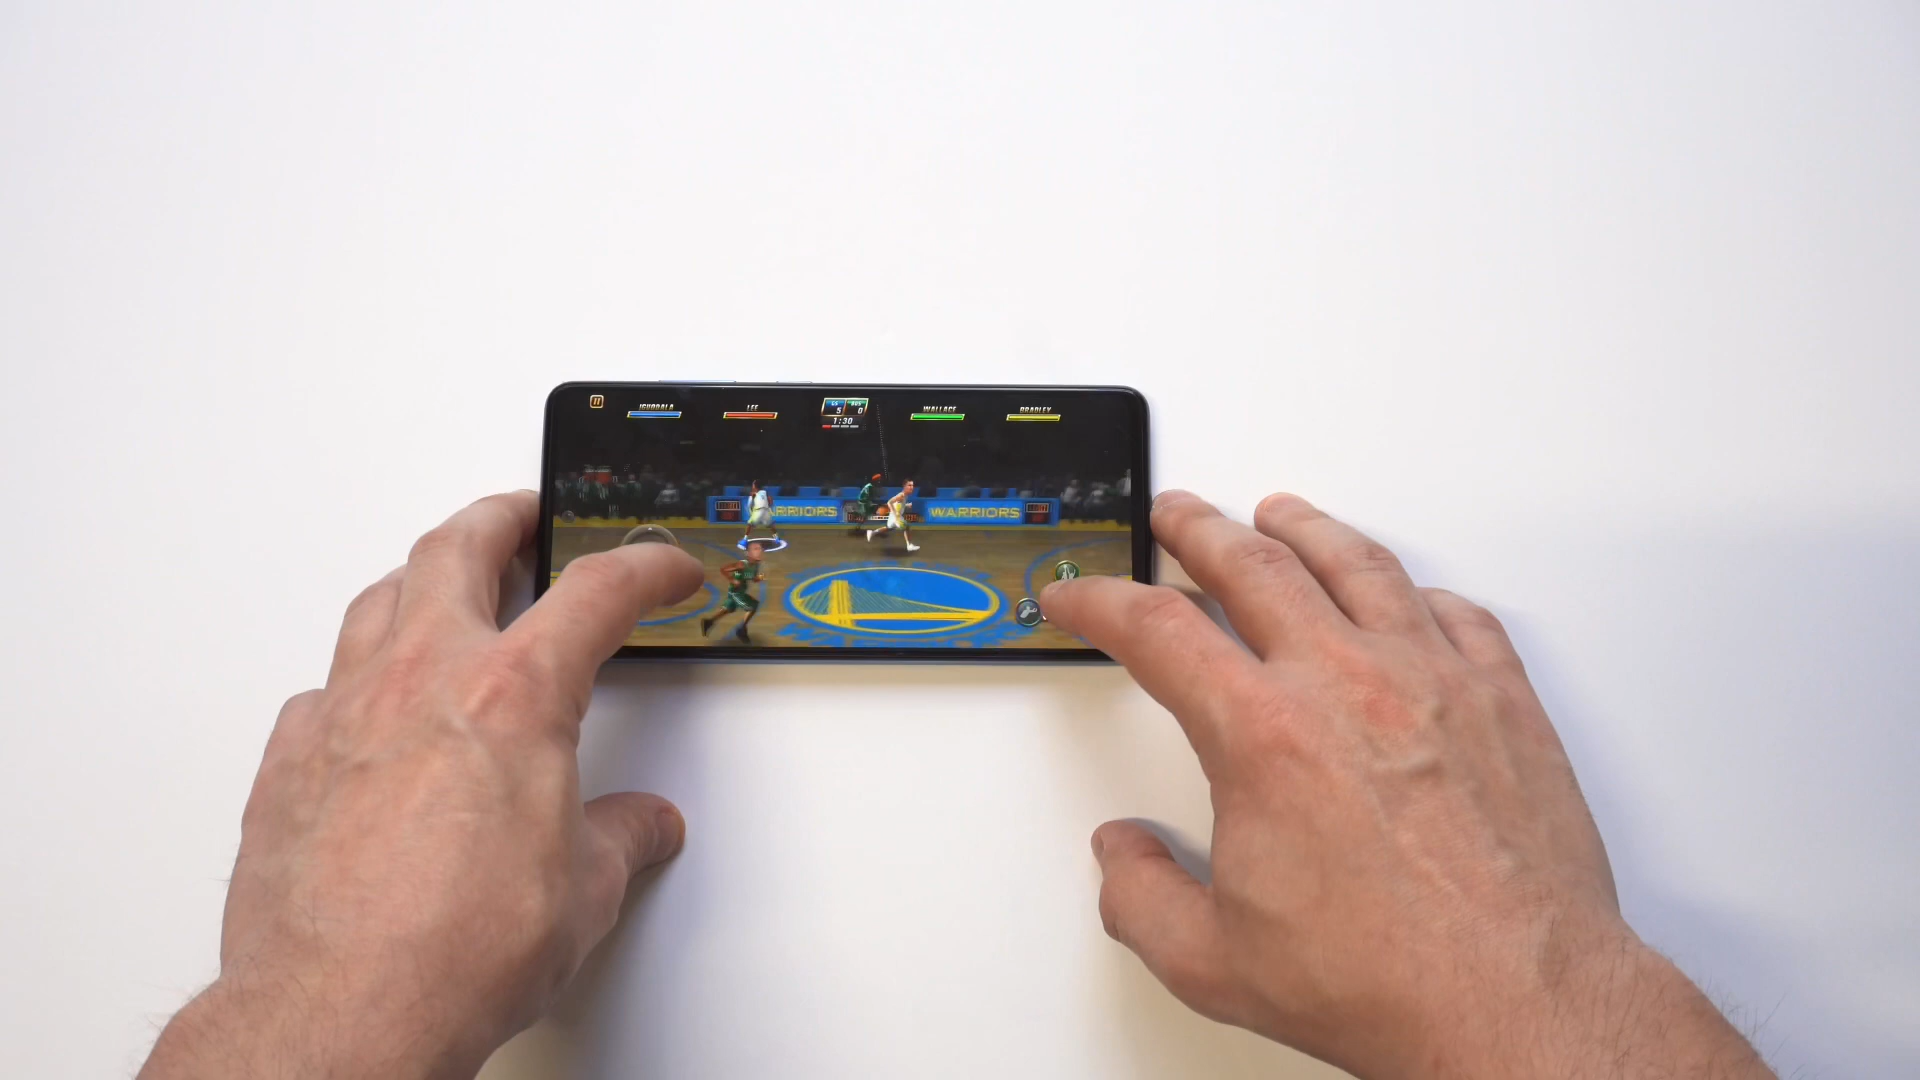 IGUODALA
LEE
GS
BOS
5
0
1:30
WALLACE
BRADLEY
WARRIORS
WARRIORS